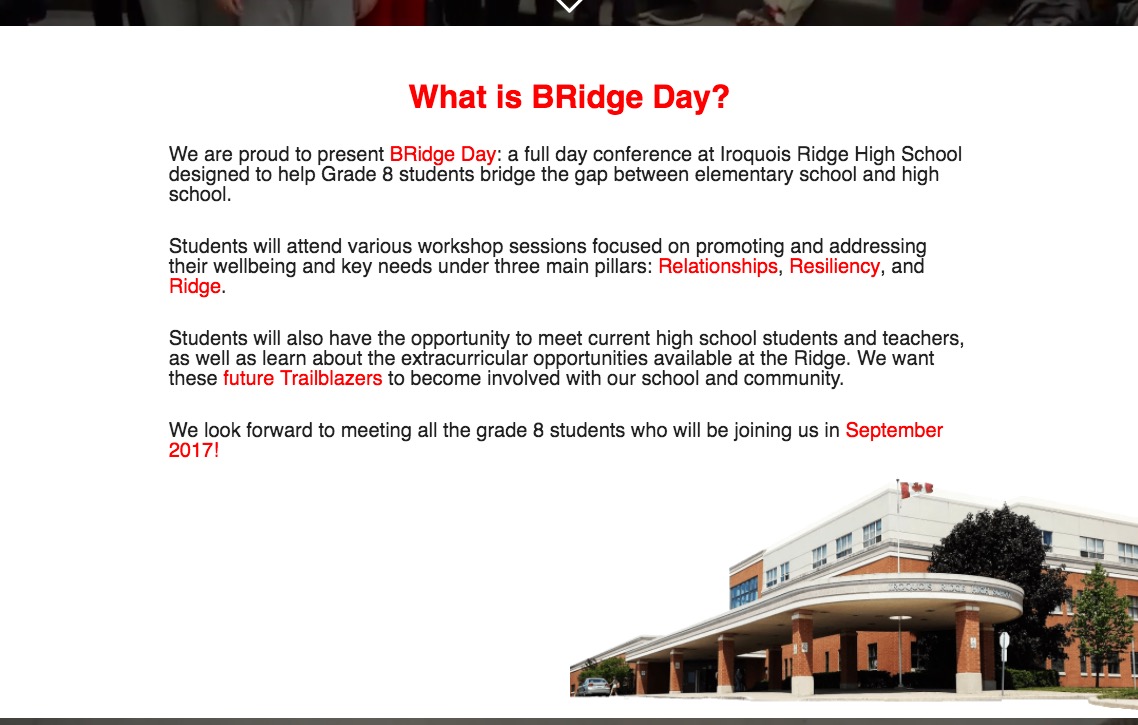 What is BRidge Day?
We are proud to present BRidge Day: a full day conference at Iroquois Ridge High School
designed to help Grade 8 students bridge the gap between elementary school and high
school.
Students will attend various workshop sessions focused on promoting and addressing
their wellbeing and key needs under three main pillars: Relationships, Resiliency, and
Ridge.
Students will also have the opportunity to meet current high school students and teachers,
as well as learn about the extracurricular opportunities available at the Ridge. We want
these future Trailblazers to become involved with our school and community.
We look forward to meeting all the grade 8 students who will be joining us in September
2017!
IROQUOIS RIDGE HIGH SCHOOL